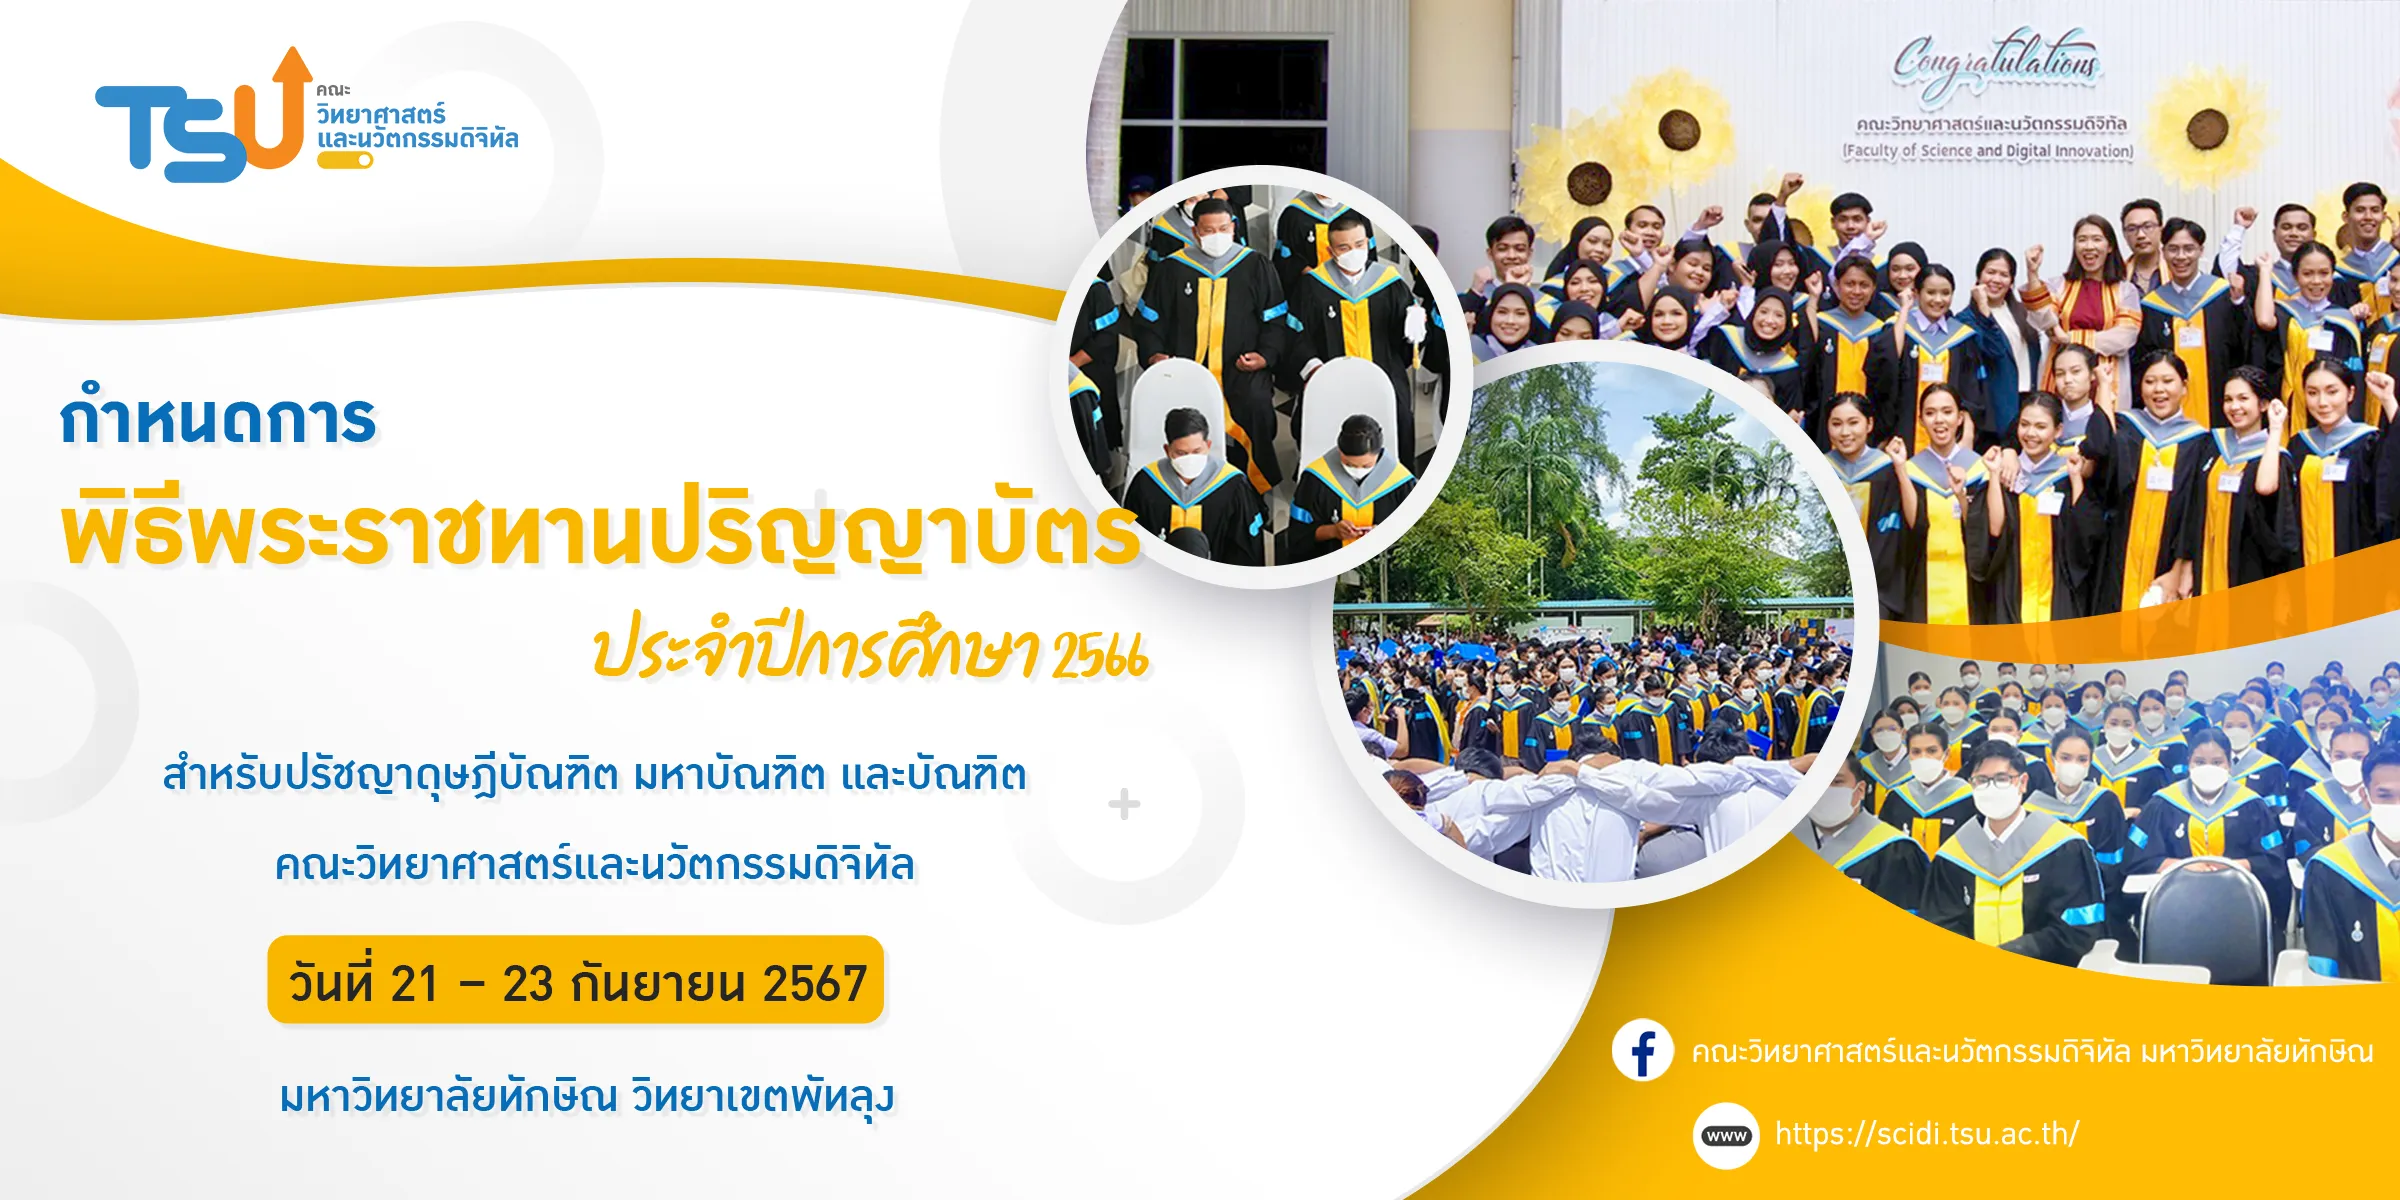 TSU
คณะ
วิทยาศาสตร์
และนวัตกรรมดิจิทัล
Congratulations
คณะวิทยาศาสตร์และนวัตกรรมดิจิทัล
(Faculty of Science and Digital Innovation)
กำหนดการ
พิธีพระราชทานปริญญาบัตร
ประจำปีการศึกษา 2566
สำหรับปรัชญาดุษฎีบัณฑิต มหาบัณฑิต และบัณฑิต
คณะวิทยาศาสตร์และนวัตกรรมดิจิทัล
วันที่ 21 – 23 กันยายน 2567
มหาวิทยาลัยทักษิณ วิทยาเขตพัทลุง
f คณะวิทยาศาสตร์และนวัตกรรมดิจิทัล มหาวิทยาลัยทักษิณ
www https://scidi.tsu.ac.th/